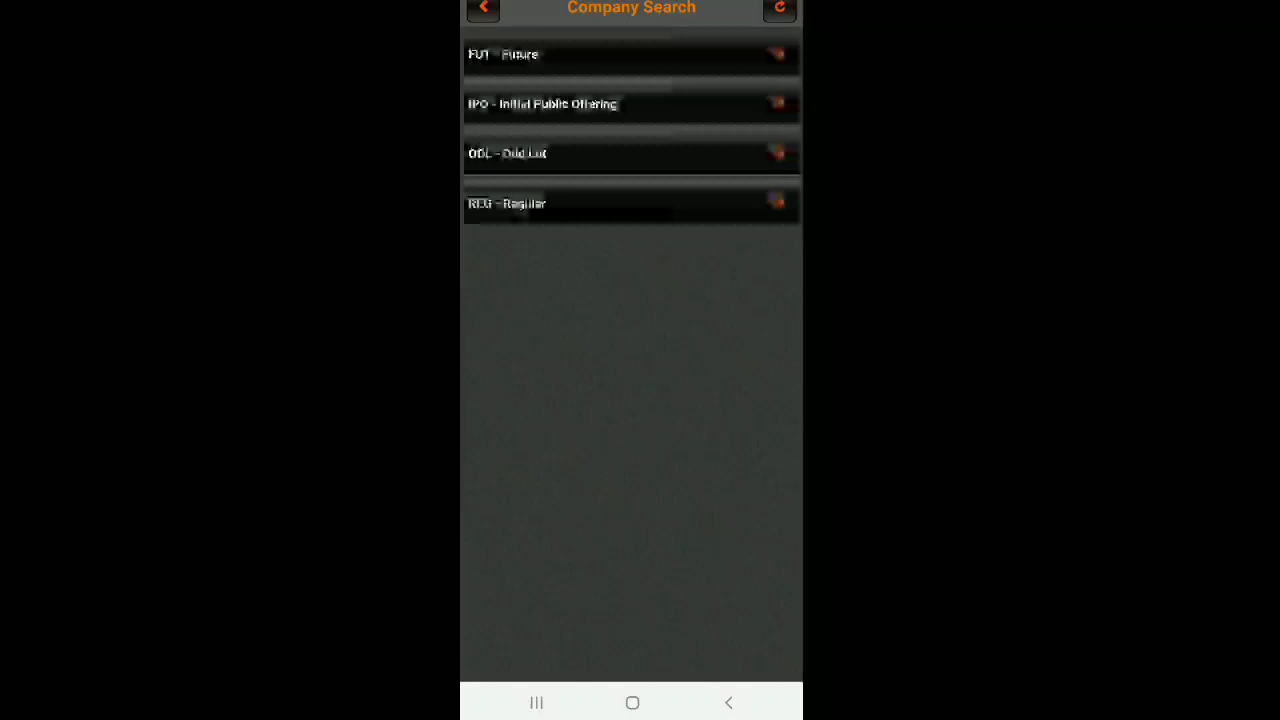 Company Search
FUT - Future
IPO - Initial Public Offering
ODL - Odd Lot
REG - Regular